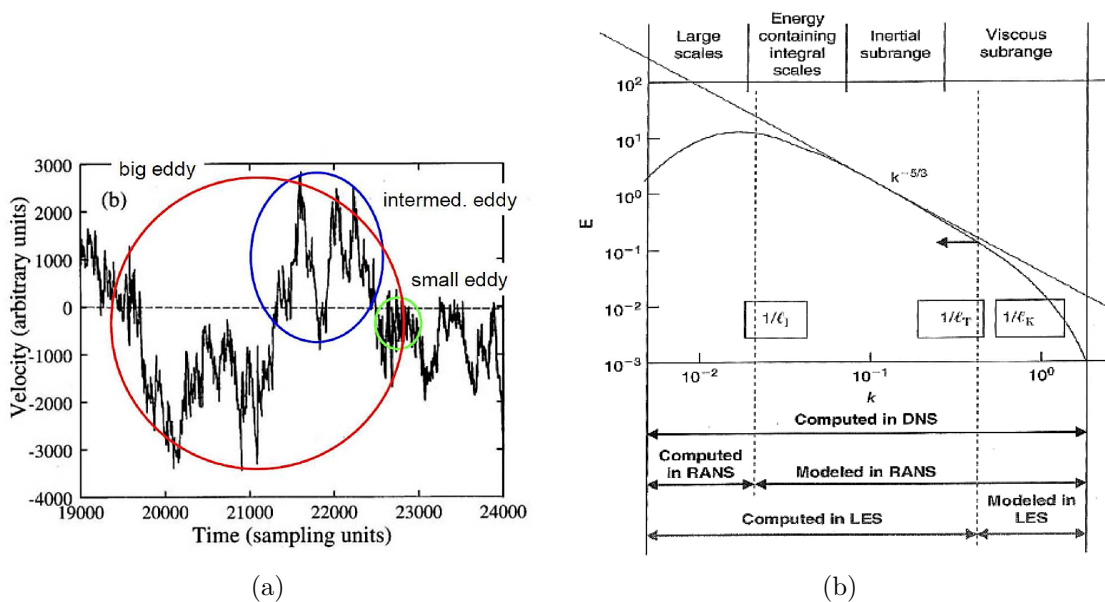 big eddy
(b)
intermed. eddy
small eddy
Velocity (arbitrary units)
3000
2000
1000
0
-1000
-2000
-3000
-4000
19000 20000 21000 22000 23000 24000
Time (sampling units)
(a)
Large scales
Energy containing integral scales
Inertial subrange
Viscous subrange
E
10²
10¹
10⁰
10⁻¹
10⁻²
10⁻³
k⁻⁵/³
1/ℓI
1/ℓT
1/ℓK
10⁻² 10⁻¹ 10⁰
k
Computed in DNS
Computed in RANS
Modeled in RANS
Computed in LES
Modeled in LES
(b)